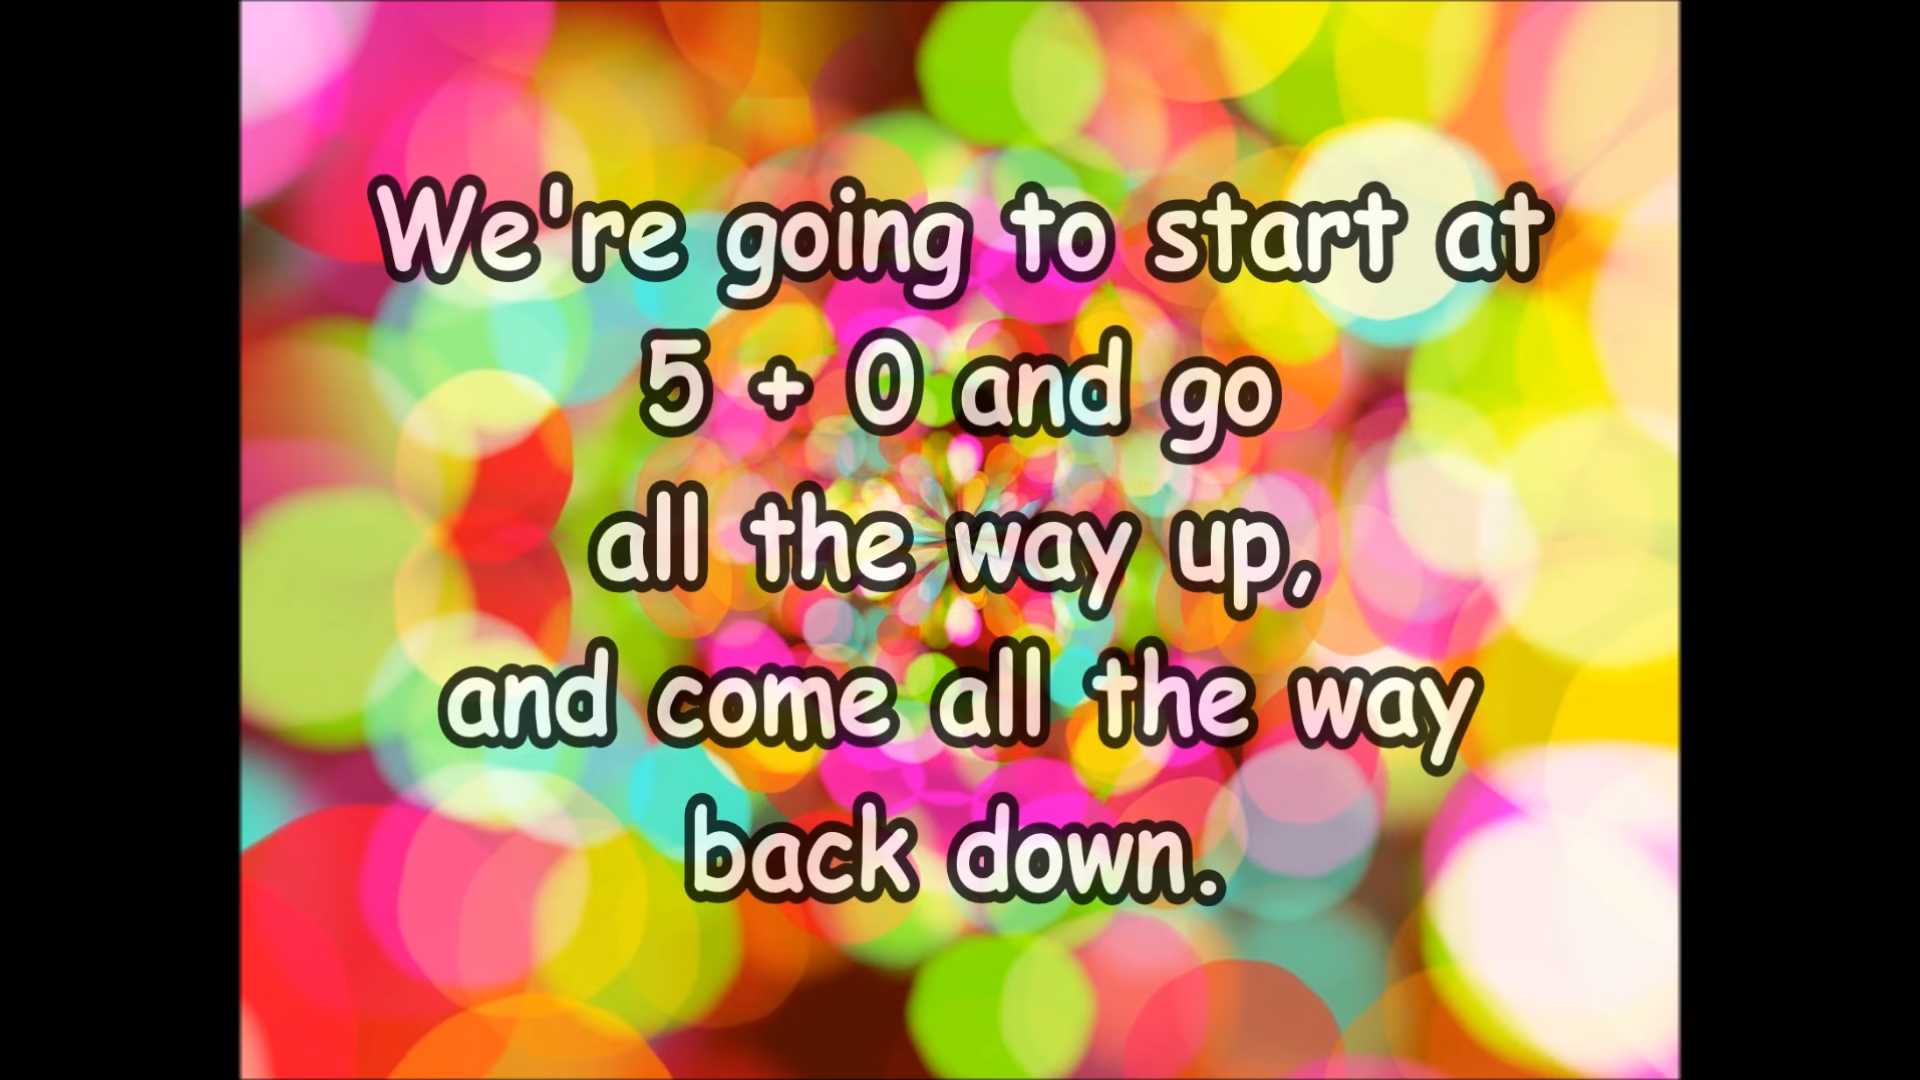 We're going to start at
5 + 0 and go
all the way up,
and come all the way
back down.